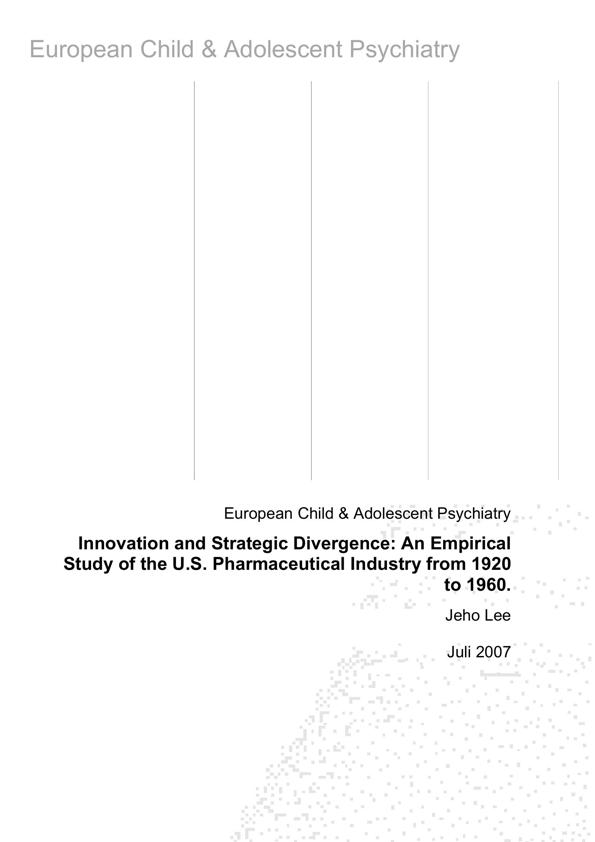 European Child & Adolescent Psychiatry
European Child & Adolescent Psychiatry
Innovation and Strategic Divergence: An Empirical
Study of the U.S. Pharmaceutical Industry from 1920
to 1960.
Jeho Lee
Juli 2007